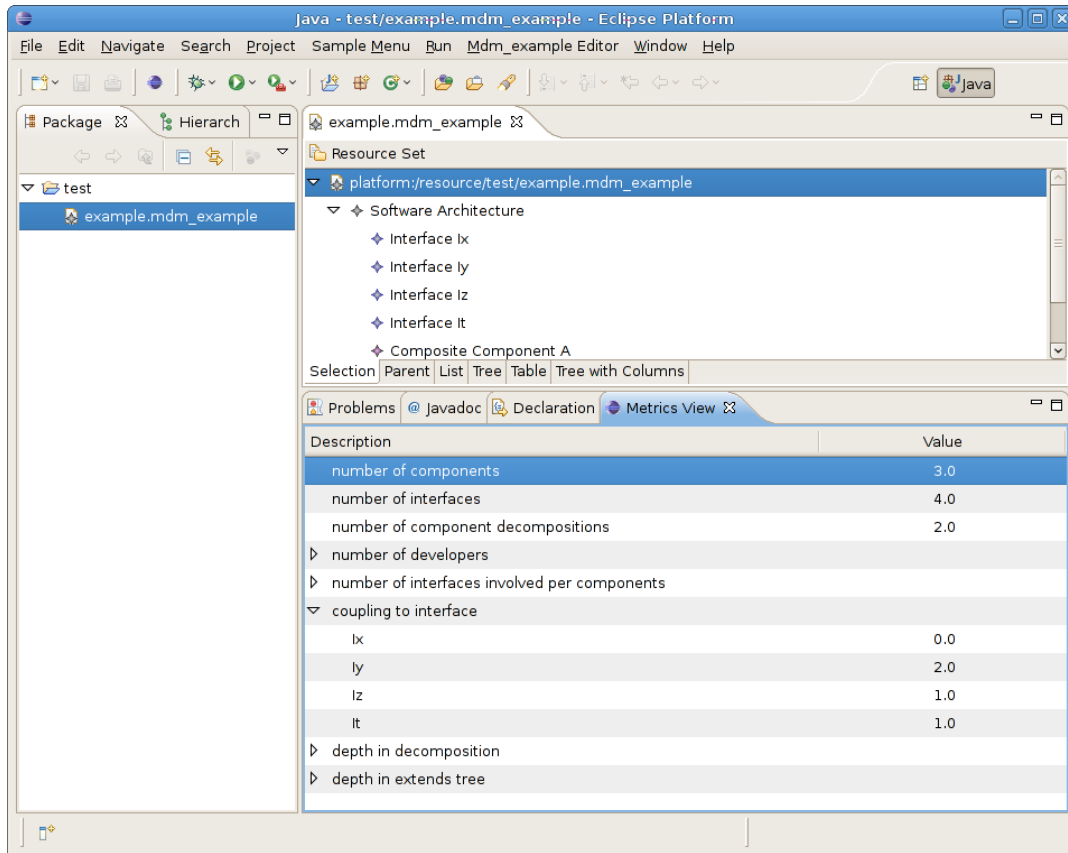 Java - test/example.mdm_example - Eclipse Platform
File Edit Navigate Search Project Sample Menu Run Mdm_example Editor Window Help
Java
Package Hierarch
test
example.mdm_example
example.mdm_example
Resource Set
platform:/resource/test/example.mdm_example
Software Architecture
Interface Ix
Interface Iy
Interface Iz
Interface It
Composite Component A
Selection Parent List Tree Table Tree with Columns
Problems @ Javadoc Declaration Metrics View
Description Value
number of components 3.0
number of interfaces 4.0
number of component decompositions 2.0
number of developers
number of interfaces involved per components
coupling to interface
Ix 0.0
Iy 2.0
Iz 1.0
It 1.0
depth in decomposition
depth in extends tree